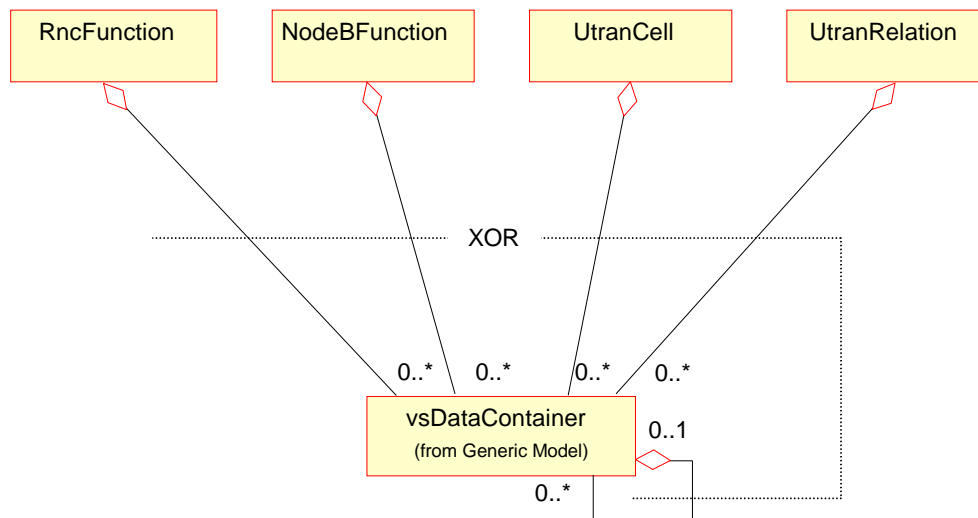 RncFunction
NodeBFunction
UtranCell
UtranRelation
XOR
0..*
0..*
0..*
0..*
vsDataContainer
(from Generic Model)
0..1
0..*